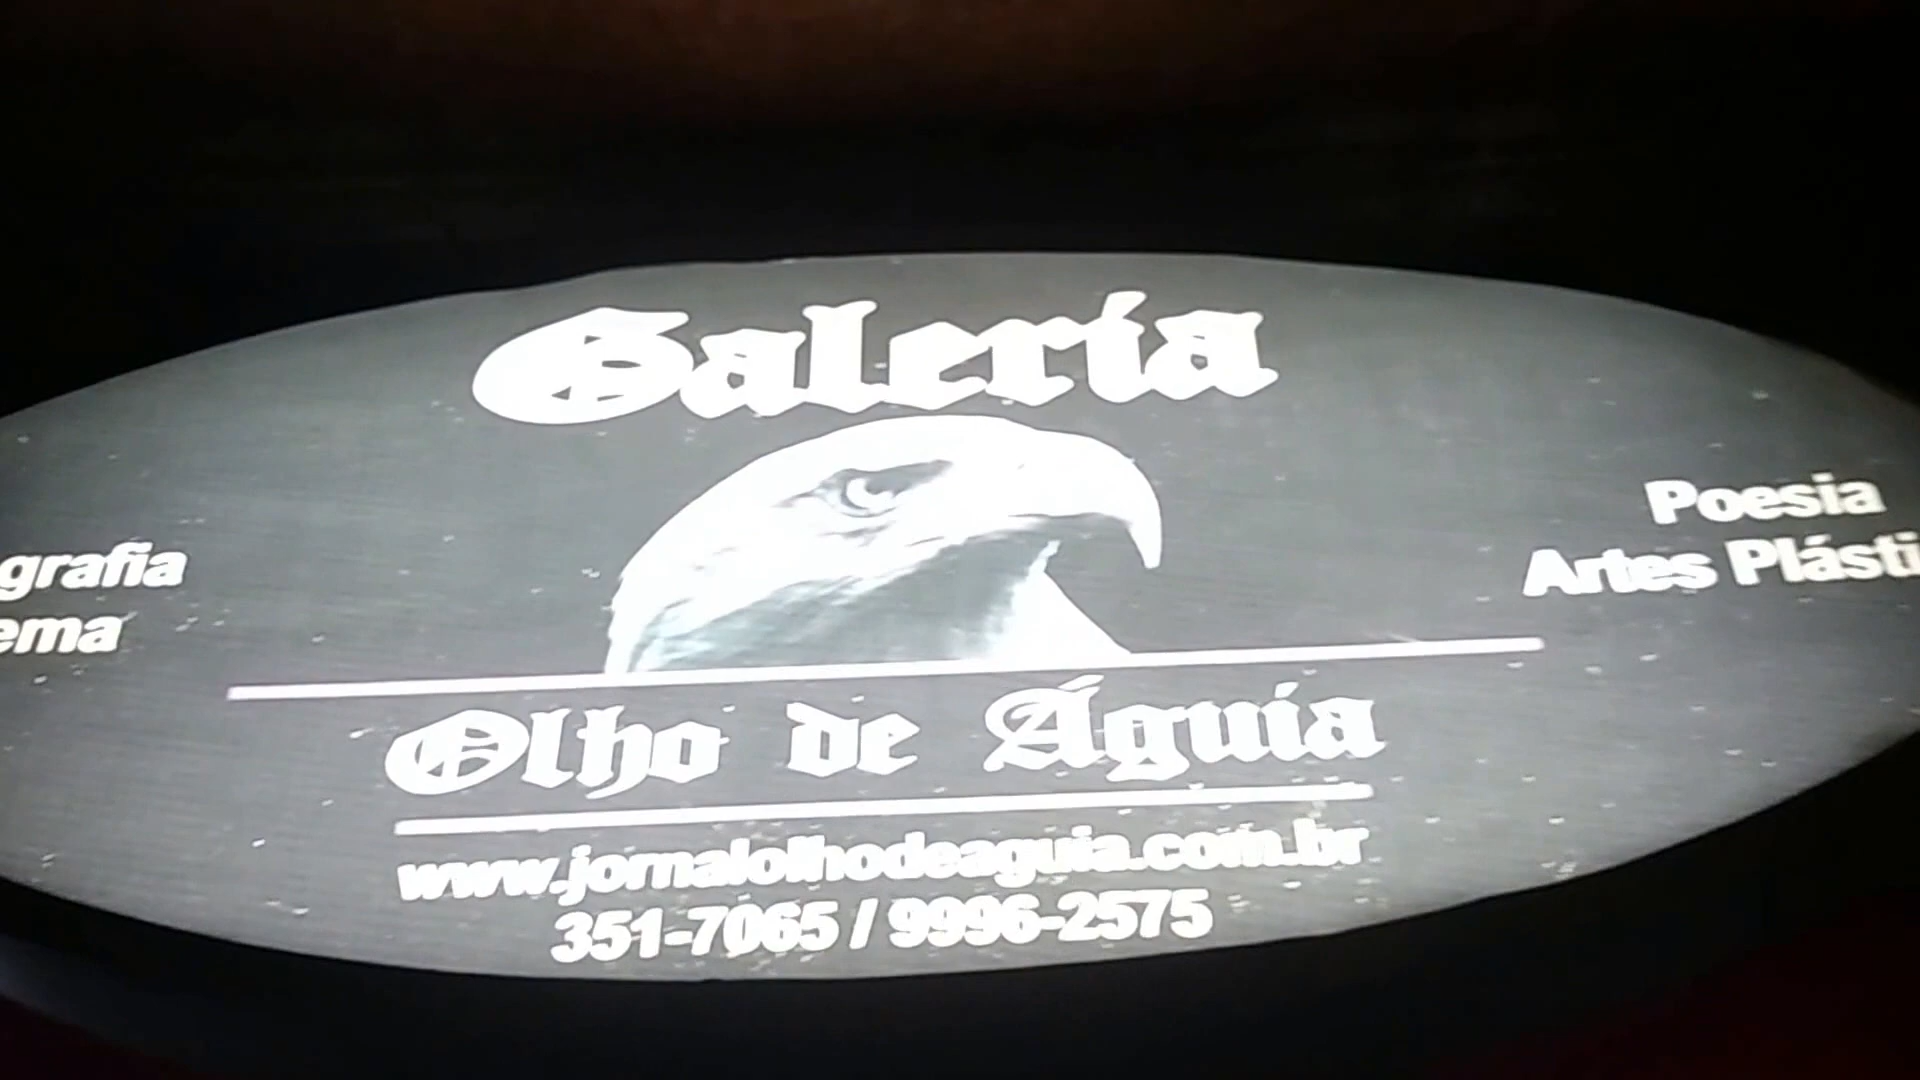 Galeria
grafia
ema
Poesia
Artes Plásti
Olho de Águia
www.jornalolhodeaguia.com.br
351-7065 / 9996-2575